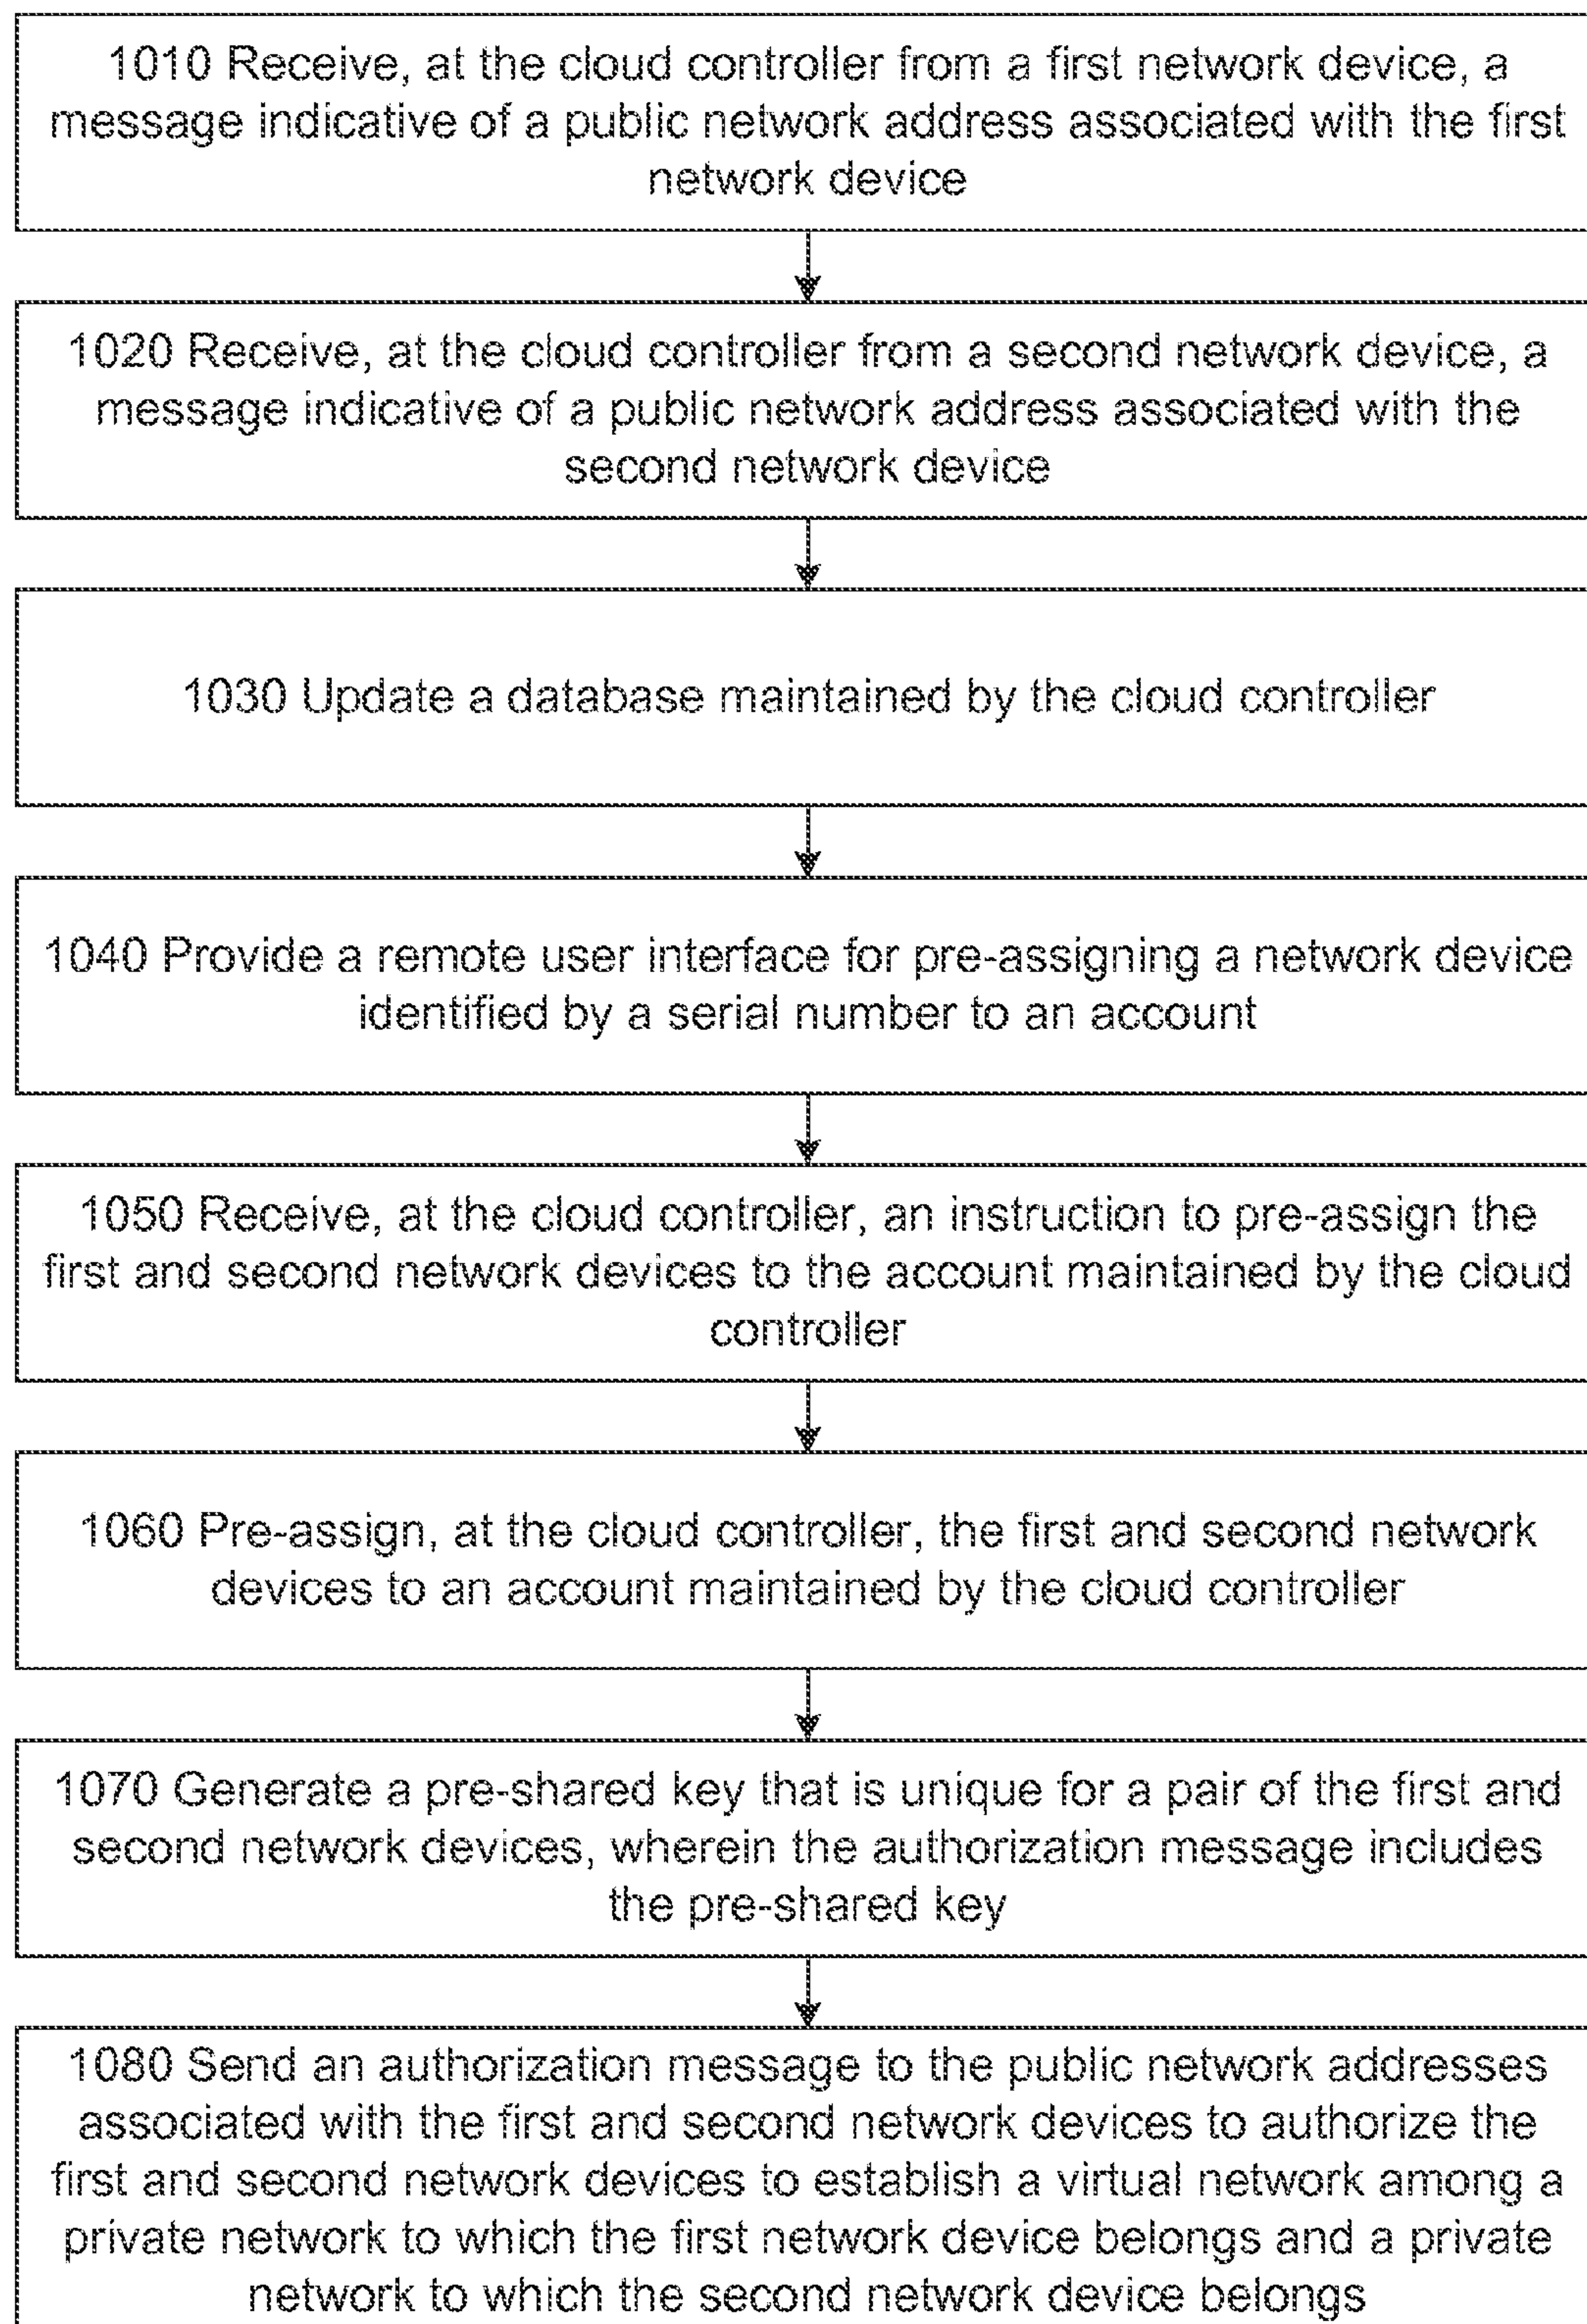 1010 Receive, at the cloud controller from a first network device, a
message indicative of a public network address associated with the first
network device
1020 Receive, at the cloud controller from a second network device, a
message indicative of a public network address associated with the
second network device
1030 Update a database maintained by the cloud controller
1040 Provide a remote user interface for pre-assigning a network device
identified by a serial number to an account
1050 Receive, at the cloud controller, an instruction to pre-assign the
first and second network devices to the account maintained by the cloud
controller
1060 Pre-assign, at the cloud controller, the first and second network
devices to an account maintained by the cloud controller
1070 Generate a pre-shared key that is unique for a pair of the first and
second network devices, wherein the authorization message includes
the pre-shared key
1080 Send an authorization message to the public network addresses
associated with the first and second network devices to authorize the
first and second network devices to establish a virtual network among a
private network to which the first network device belongs and a private
network to which the second network device belongs